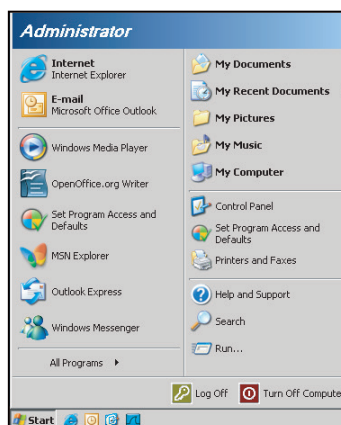 Administrator
Internet
Internet Explorer
E-mail
Microsoft Office Outlook
Windows Media Player
OpenOffice.org Writer
Set Program Access and
Defaults
MSN Explorer
Outlook Express
Windows Messenger
All Programs
My Documents
My Recent Documents
My Pictures
My Music
My Computer
Control Panel
Set Program Access and
Defaults
Printers and Faxes
Help and Support
Search
Run...
Log Off
Turn Off Compute
Start